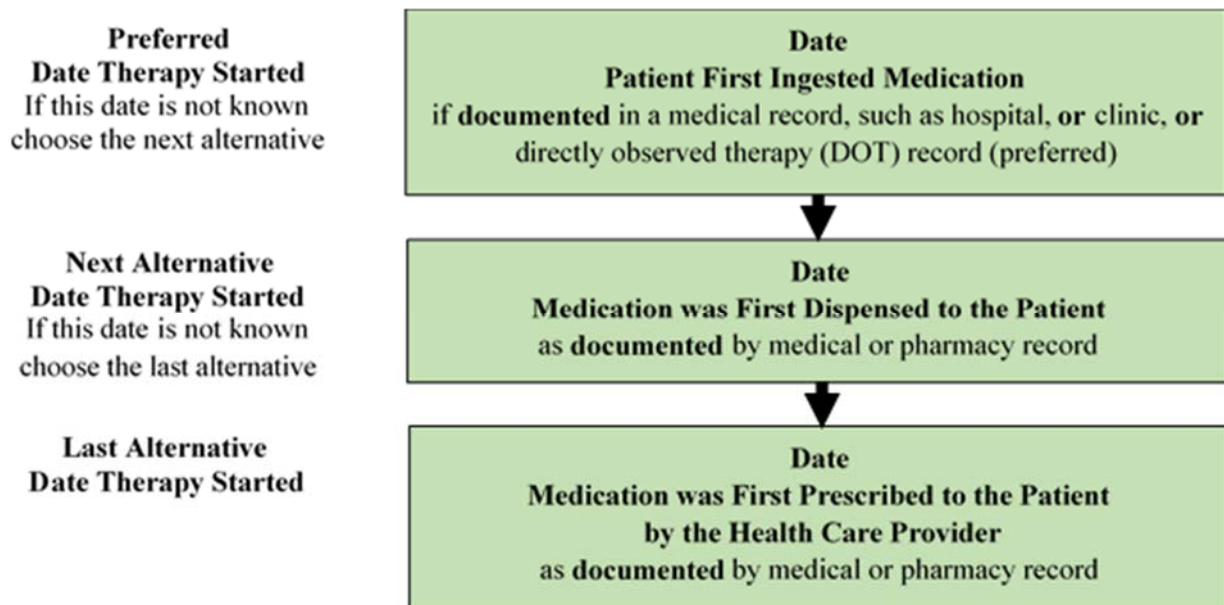 Preferred
Date Therapy Started
If this date is not known
choose the next alternative
Date
Patient First Ingested Medication
if documented in a medical record, such as hospital, or clinic, or
directly observed therapy (DOT) record (preferred)
Next Alternative
Date Therapy Started
If this date is not known
choose the last alternative
Date
Medication was First Dispensed to the Patient
as documented by medical or pharmacy record
Last Alternative
Date Therapy Started
Date
Medication was First Prescribed to the Patient
by the Health Care Provider
as documented by medical or pharmacy record